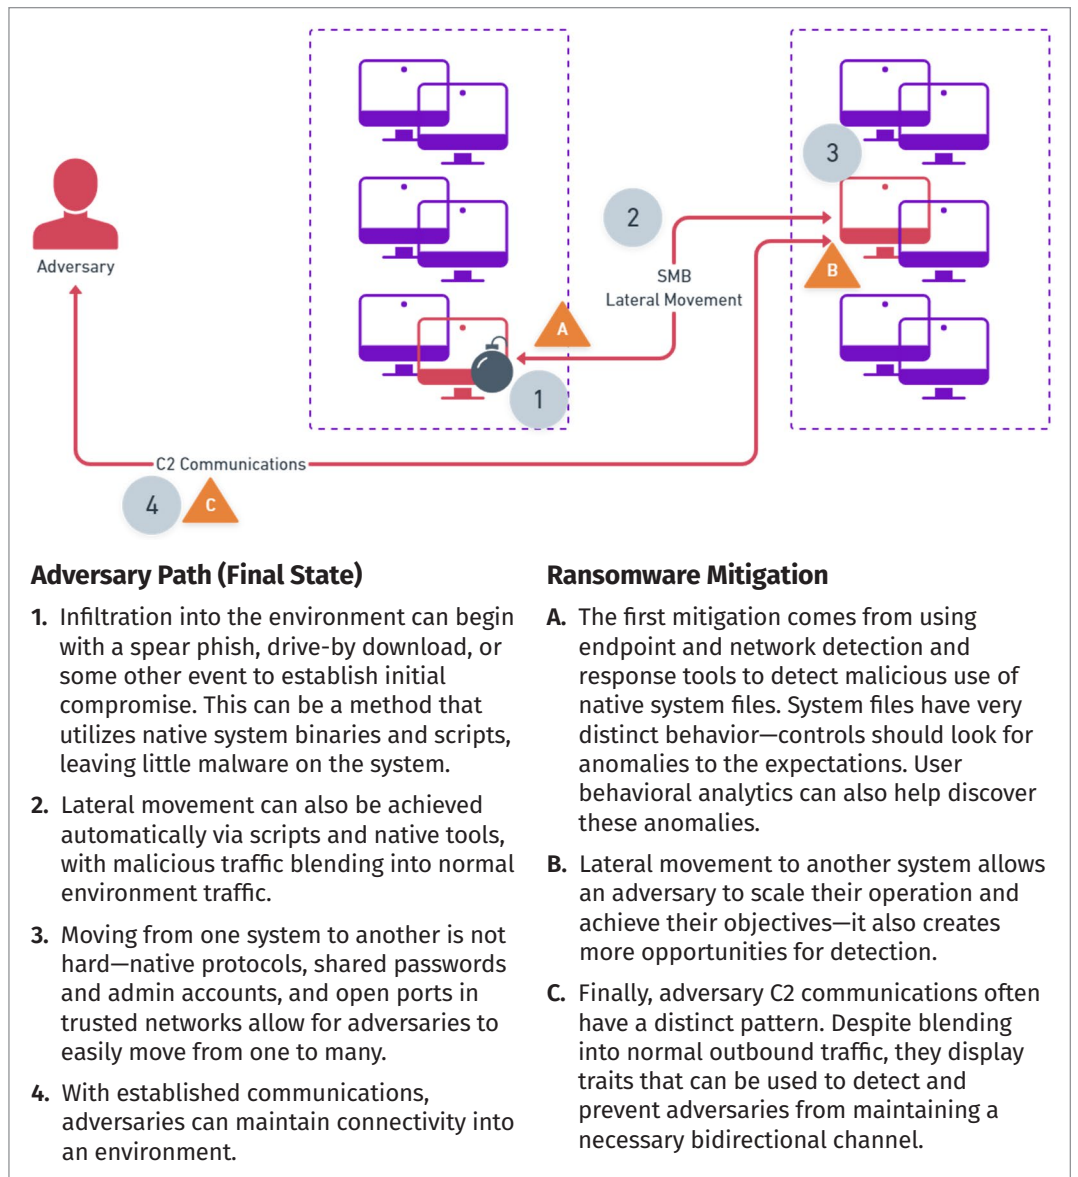 3
2
Adversary
SMB
Lateral Movement
B
A
1
C2 Communications
4
C
Adversary Path (Final State)
1. Infiltration into the environment can begin
with a spear phish, drive-by download, or
some other event to establish initial
compromise. This can be a method that
utilizes native system binaries and scripts,
leaving little malware on the system.
2. Lateral movement can also be achieved
automatically via scripts and native tools,
with malicious traffic blending into normal
environment traffic.
3. Moving from one system to another is not
hard—native protocols, shared passwords
and admin accounts, and open ports in
trusted networks allow for adversaries to
easily move from one to many.
4. With established communications,
adversaries can maintain connectivity into
an environment.
Ransomware Mitigation
A. The first mitigation comes from using
endpoint and network detection and
response tools to detect malicious use of
native system files. System files have very
distinct behavior—controls should look for
anomalies to the expectations. User
behavioral analytics can also help discover
these anomalies.
B. Lateral movement to another system allows
an adversary to scale their operation and
achieve their objectives—it also creates
more opportunities for detection.
C. Finally, adversary C2 communications often
have a distinct pattern. Despite blending
into normal outbound traffic, they display
traits that can be used to detect and
prevent adversaries from maintaining a
necessary bidirectional channel.